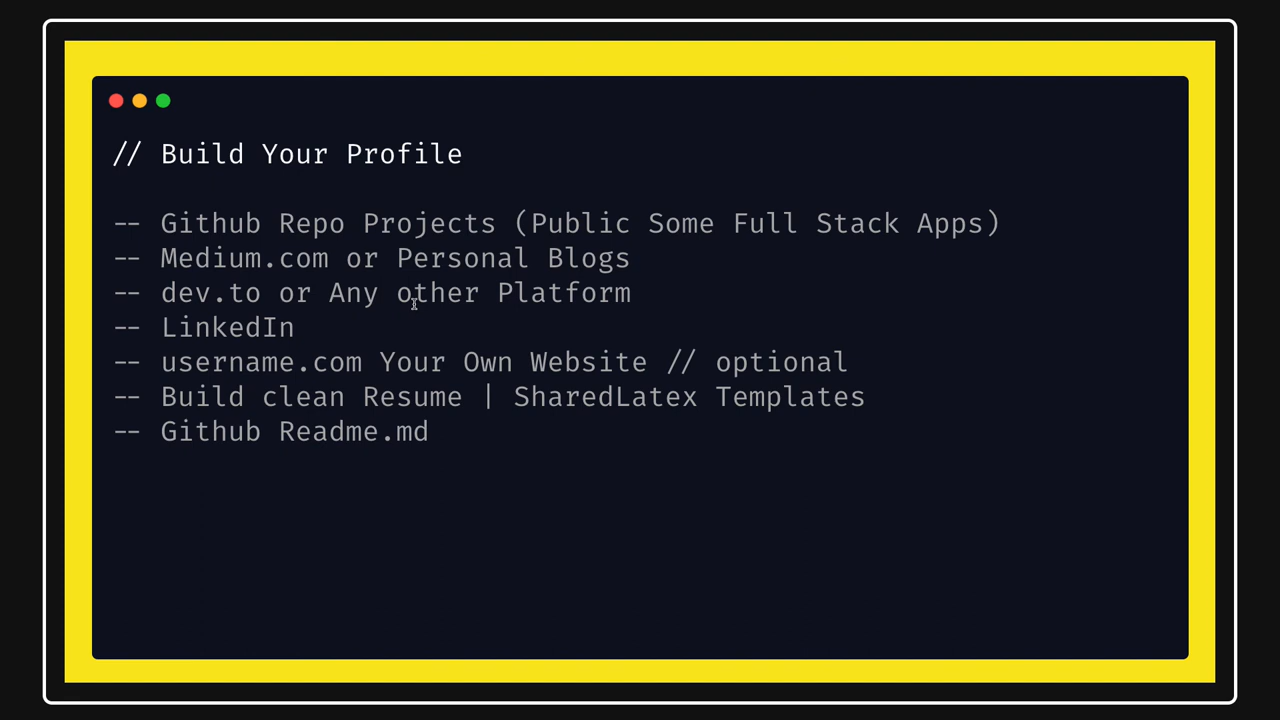 // Build Your Profile
-- Github Repo Projects (Public Some Full Stack Apps)
-- Medium.com or Personal Blogs
-- dev.to or Any other Platform
-- LinkedIn
-- username.com Your Own Website // optional
-- Build clean Resume | SharedLatex Templates
-- Github Readme.md